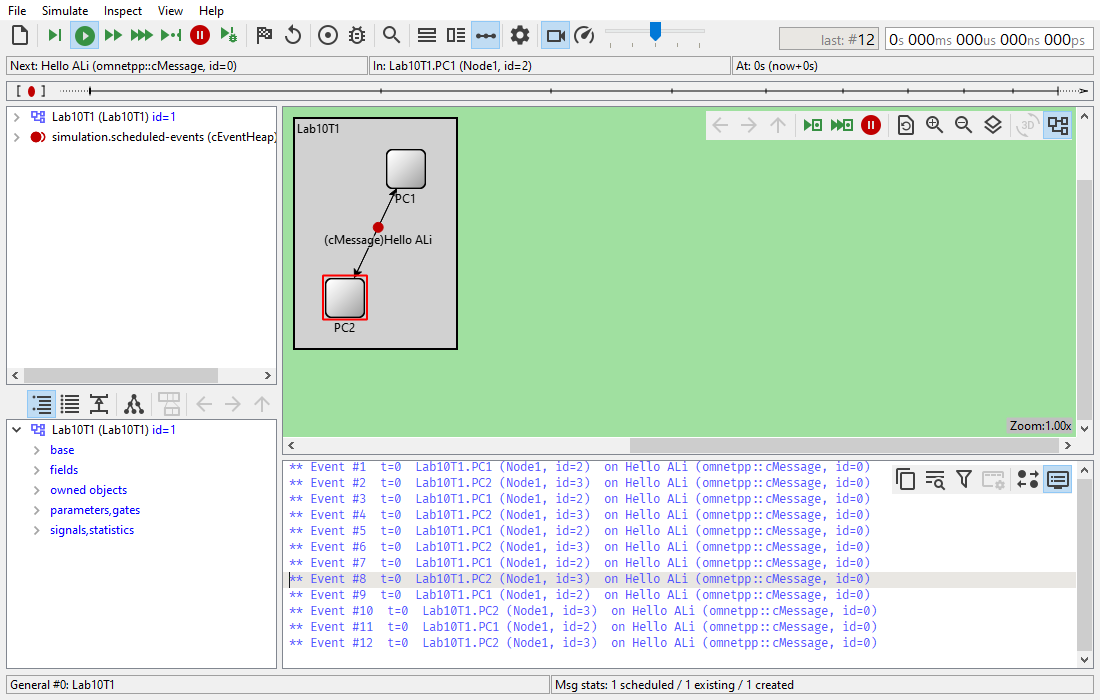 File Simulate Inspect View Help
last: #12 0s 000ms 000us 000ns 000ps
Next: Hello ALi (omnetpp::cMessage, id=0) In: Lab10T1.PC1 (Node1, id=2) At: 0s (now+0s)
Lab10T1 (Lab10T1) id=1
simulation.scheduled-events (cEventHeap)
Lab10T1
PC1
(cMessage)Hello ALi
PC2
3D
Zoom:1.00x
Lab10T1 (Lab10T1) id=1
base
fields
owned objects
parameters,gates
signals,statistics
** Event #1 t=0 Lab10T1.PC1 (Node1, id=2) on Hello ALi (omnetpp::cMessage, id=0)
** Event #2 t=0 Lab10T1.PC2 (Node1, id=3) on Hello ALi (omnetpp::cMessage, id=0)
** Event #3 t=0 Lab10T1.PC1 (Node1, id=2) on Hello ALi (omnetpp::cMessage, id=0)
** Event #4 t=0 Lab10T1.PC2 (Node1, id=3) on Hello ALi (omnetpp::cMessage, id=0)
** Event #5 t=0 Lab10T1.PC1 (Node1, id=2) on Hello ALi (omnetpp::cMessage, id=0)
** Event #6 t=0 Lab10T1.PC2 (Node1, id=3) on Hello ALi (omnetpp::cMessage, id=0)
** Event #7 t=0 Lab10T1.PC1 (Node1, id=2) on Hello ALi (omnetpp::cMessage, id=0)
** Event #8 t=0 Lab10T1.PC2 (Node1, id=3) on Hello ALi (omnetpp::cMessage, id=0)
** Event #9 t=0 Lab10T1.PC1 (Node1, id=2) on Hello ALi (omnetpp::cMessage, id=0)
** Event #10 t=0 Lab10T1.PC2 (Node1, id=3) on Hello ALi (omnetpp::cMessage, id=0)
** Event #11 t=0 Lab10T1.PC1 (Node1, id=2) on Hello ALi (omnetpp::cMessage, id=0)
** Event #12 t=0 Lab10T1.PC2 (Node1, id=3) on Hello ALi (omnetpp::cMessage, id=0)
General #0: Lab10T1 Msg stats: 1 scheduled / 1 existing / 1 created